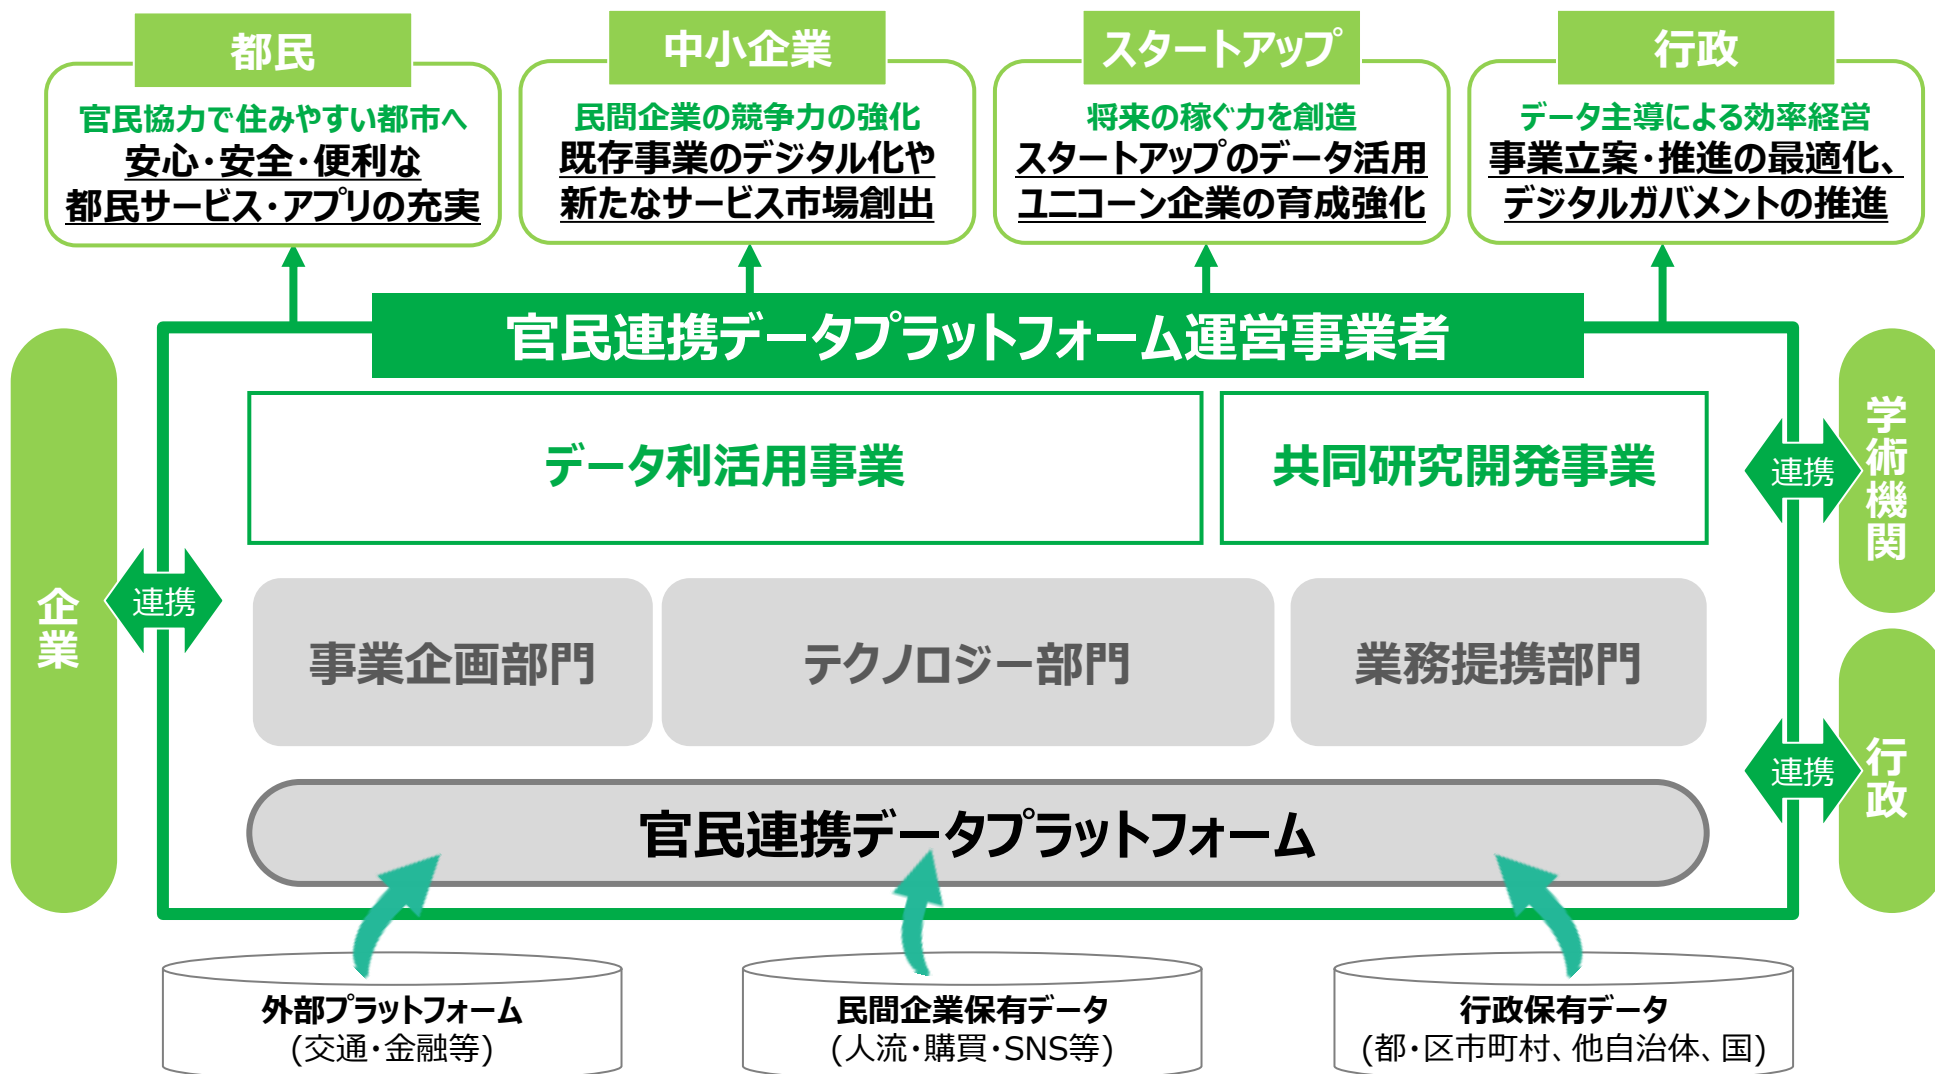 都民
官民協力で住みやすい都市へ
安心・安全・便利な
都民サービス・アプリの充実
中小企業
民間企業の競争力の強化
既存事業のデジタル化や
新たなサービス市場創出
スタートアップ
将来の稼ぐ力を創造
スタートアップのデータ活用
ユニコーン企業の育成強化
行政
データ主導による効率経営
事業立案・推進の最適化、
デジタルガバメントの推進
官民連携データプラットフォーム運営事業者
データ利活用事業
共同研究開発事業
企業
連携
連携
学術機関
事業企画部門
テクノロジー部門
業務提携部門
連携
行政
官民連携データプラットフォーム
外部プラットフォーム
(交通・金融等)
民間企業保有データ
(人流・購買・SNS等)
行政保有データ
(都・区市町村、他自治体、国)